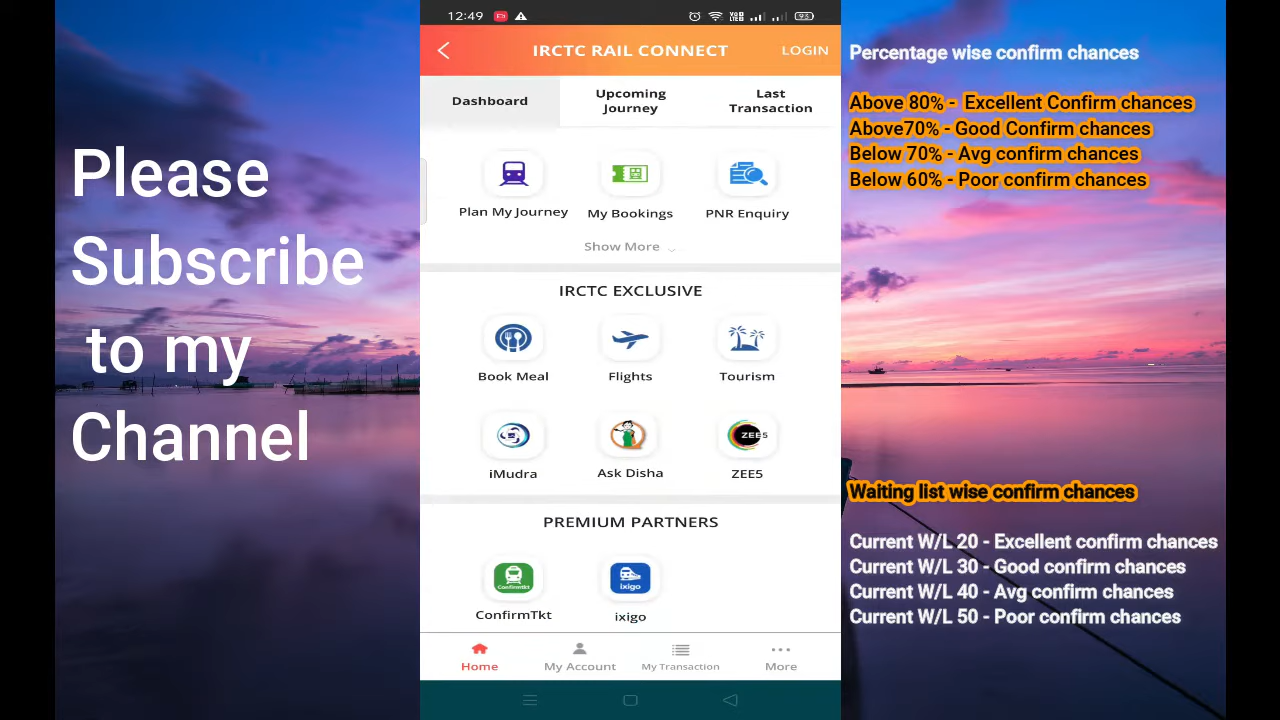 Please
Subscribe
to my
Channel
12:49
93
IRCTC RAIL CONNECT
LOGIN
Dashboard
Upcoming
Journey
Last
Transaction
Plan My Journey
My Bookings
PNR Enquiry
Show More
IRCTC EXCLUSIVE
Book Meal
Flights
Tourism
ZEE5
iMudra
Ask Disha
ZEE5
PREMIUM PARTNERS
ConfirmTkt
ixigo
ConfirmTkt
ixigo
Home
My Account
My Transaction
More
Percentage wise confirm chances
Above 80% - Excellent Confirm chances
Above70% - Good Confirm chances
Below 70% - Avg confirm chances
Below 60% - Poor confirm chances
Waiting list wise confirm chances
Current W/L 20 - Excellent confirm chances
Current W/L 30 - Good confirm chances
Current W/L 40 - Avg confirm chances
Current W/L 50 - Poor confirm chances